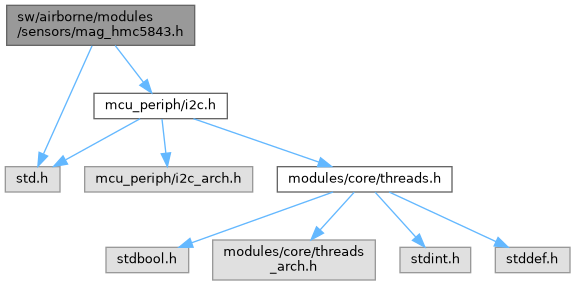 sw/airborne/modules
/sensors/mag_hmc5843.h
mcu_periph/i2c.h
std.h
mcu_periph/i2c_arch.h
modules/core/threads.h
stdbool.h
modules/core/threads
_arch.h
stdint.h
stddef.h